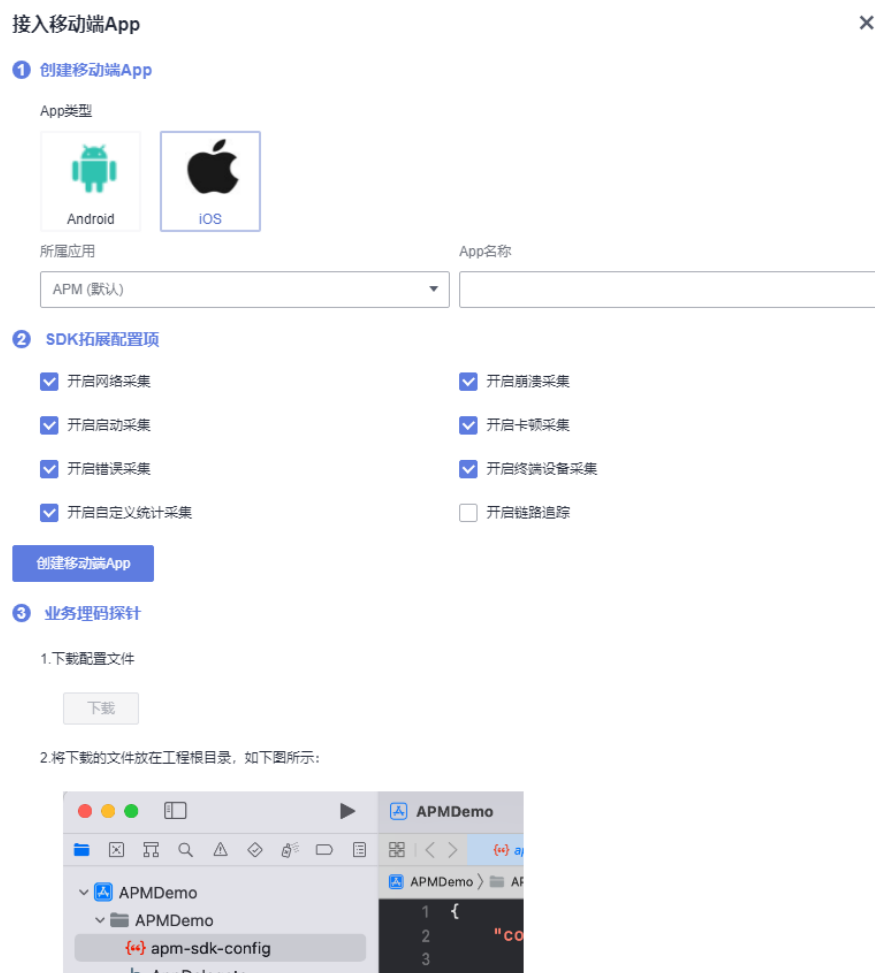 接入移动端App
1 创建移动端App
App类型
Android
iOS
所属应用
App名称
APM (默认)
2 SDK拓展配置项
开启网络采集
开启崩溃采集
开启启动采集
开启卡顿采集
开启错误采集
开启终端设备采集
开启自定义统计采集
开启链路追踪
创建移动端App
3 业务埋码探针
1.下载配置文件
下载
2.将下载的文件放在工程根目录，如下图所示：
APMDemo
APMDemo
APMDemo
1 {
APMDemo
2 "co
apm-sdk-config
3